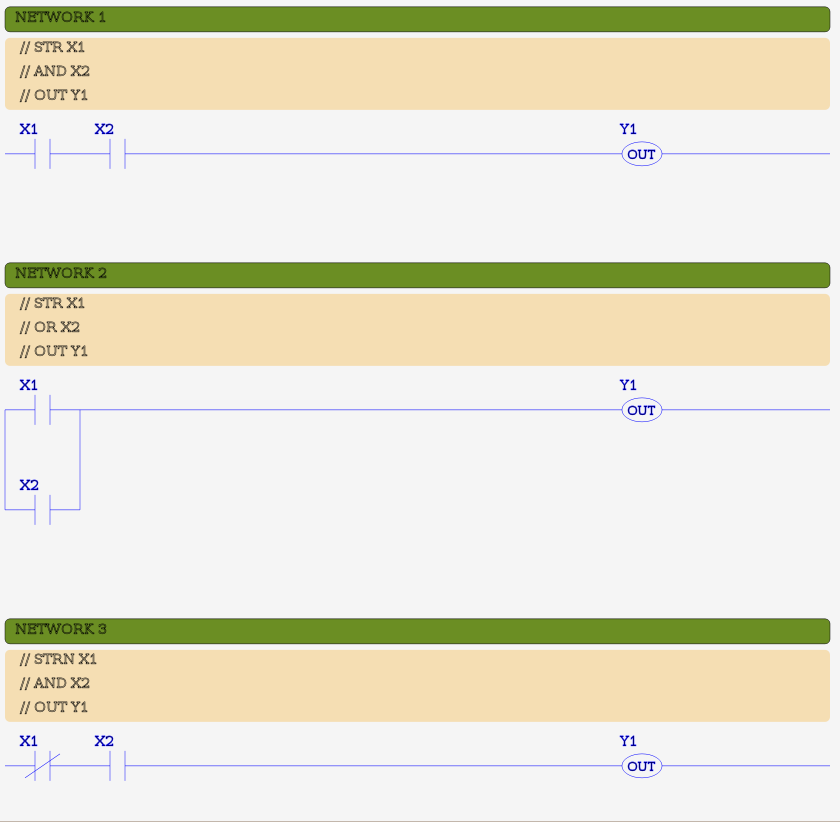 NETWORK 1
// STR X1
// AND X2
// OUT Y1
X1 X2 Y1
OUT
NETWORK 2
// STR X1
// OR X2
// OUT Y1
X1 Y1
OUT
X2
NETWORK 3
// STRN X1
// AND X2
// OUT Y1
X1 X2 Y1
OUT